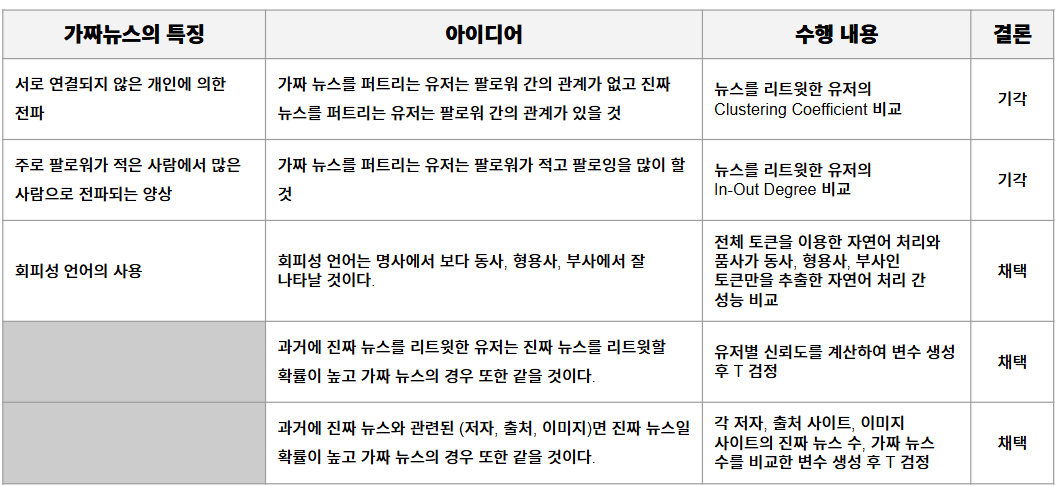 가짜뉴스의 특징
아이디어
수행 내용
결론
서로 연결되지 않은 개인에 의한
전파
가짜 뉴스를 퍼트리는 유저는 팔로워 간의 관계가 없고 진짜
뉴스를 퍼트리는 유저는 팔로워 간의 관계가 있을 것
뉴스를 리트윗한 유저의
Clustering Coefficient 비교
기각
주로 팔로워가 적은 사람에서 많은
사람으로 전파되는 양상
가짜 뉴스를 퍼트리는 유저는 팔로워가 적고 팔로잉을 많이 할
것
뉴스를 리트윗한 유저의
In-Out Degree 비교
기각
회피성 언어의 사용
회피성 언어는 명사에서 보다 동사, 형용사, 부사에서 잘
나타날 것이다.
전체 토큰을 이용한 자연어 처리와
품사가 동사, 형용사, 부사인
토큰만을 추출한 자연어 처리 간
성능 비교
채택
과거에 진짜 뉴스를 리트윗한 유저는 진짜 뉴스를 리트윗할
확률이 높고 가짜 뉴스의 경우 또한 같을 것이다.
유저별 신뢰도를 계산하여 변수 생성
후 T 검정
채택
과거에 진짜 뉴스와 관련된 (저자, 출처, 이미지)면 진짜 뉴스일
확률이 높고 가짜 뉴스의 경우 또한 같을 것이다.
각 저자, 출처 사이트, 이미지
사이트의 진짜 뉴스 수, 가짜 뉴스
수를 비교한 변수 생성 후 T 검정
채택